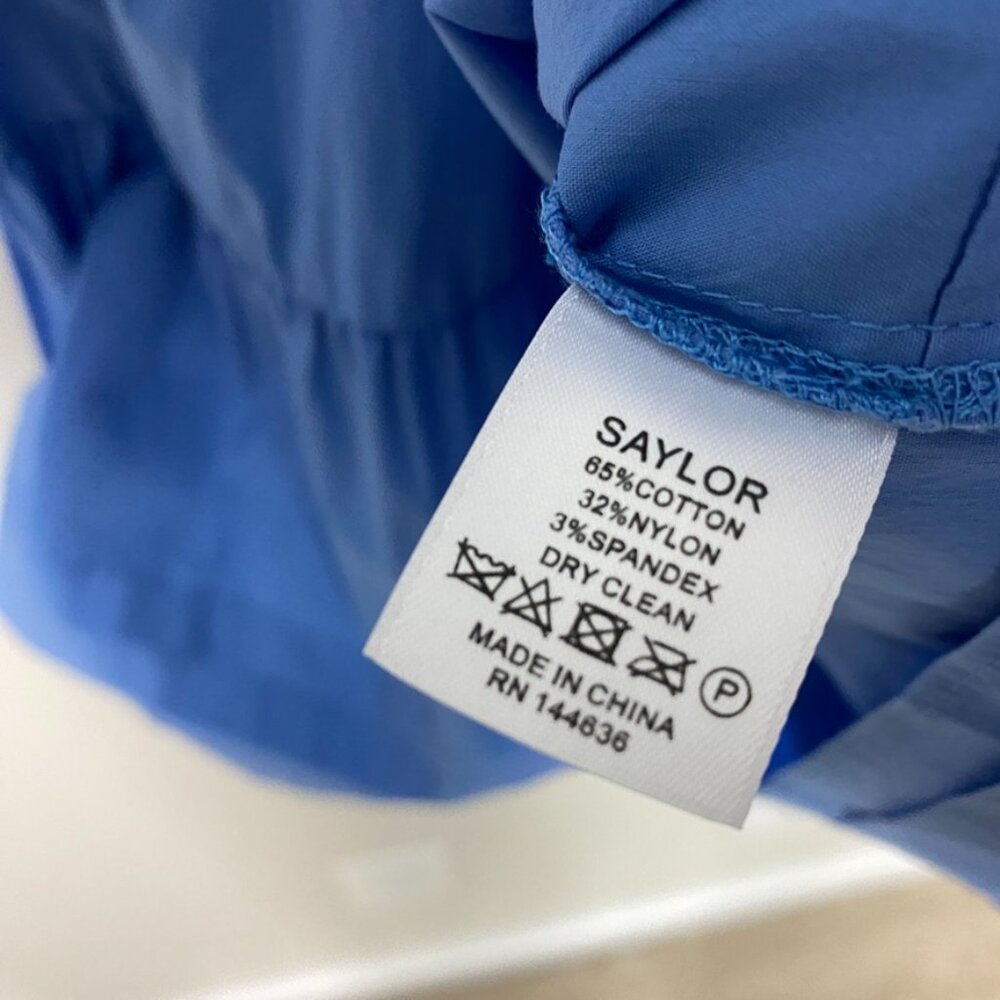 SAYLOR
65%COTTON
32%NYLON
3%SPANDEX
DRY CLEAN
P
MADE IN CHINA
RN 144636